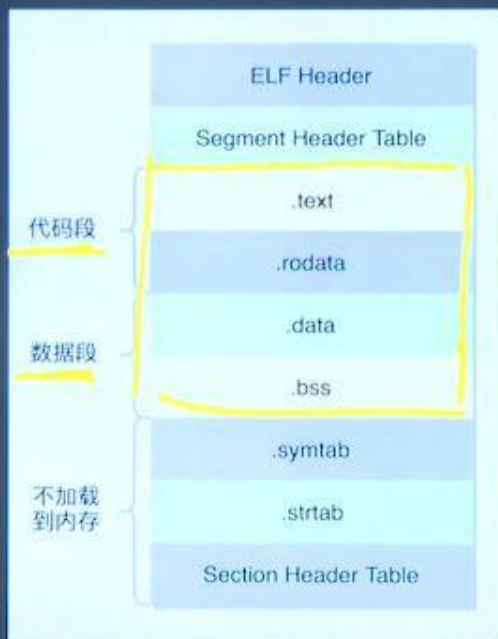 ELF Header
Segment Header Table
代码段
.text
.rodata
数据段
.data
.bss
不加载
到内存
.symtab
.strtab
Section Header Table